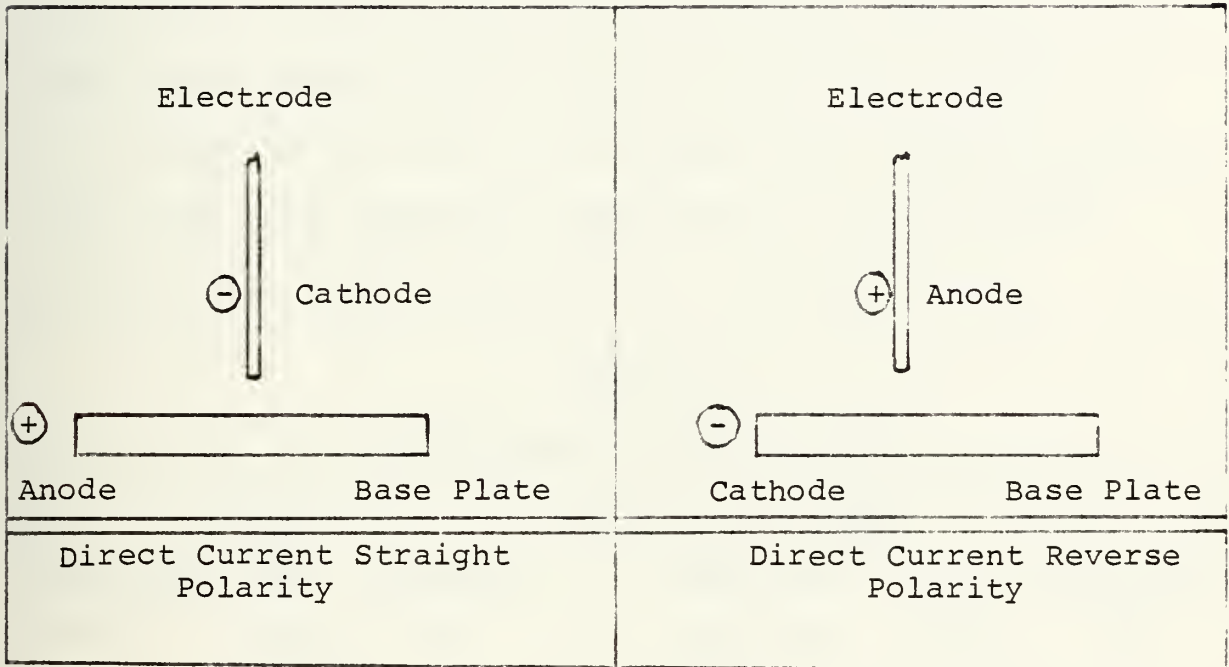 Electrode
- Cathode
+
Anode Base Plate
Direct Current Straight
Polarity
Electrode
+ Anode
-
Cathode Base Plate
Direct Current Reverse
Polarity